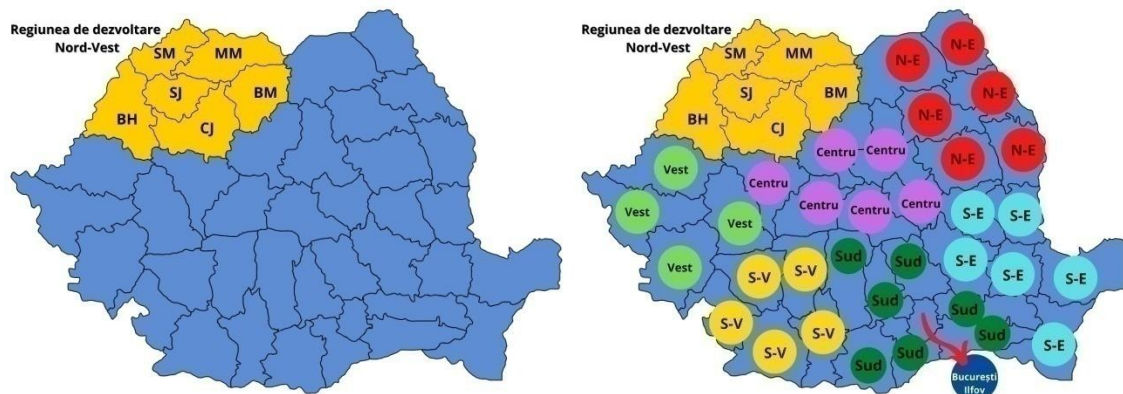 Regiunea de dezvoltare
Nord-Vest
SM
MM
SJ
BM
BH
CJ
Regiunea de dezvoltare
Nord-Vest
SM
MM
SJ
BM
BH
CJ
N-E
N-E
N-E
N-E
N-E
N-E
Centru
Centru
Centru
Centru
Centru
Centru
Vest
Vest
Vest
Vest
S-E
S-E
S-E
S-E
S-E
S-E
S-V
S-V
S-V
S-V
S-V
Sud
Sud
Sud
Sud
Sud
Sud
Sud
București
Ilfov